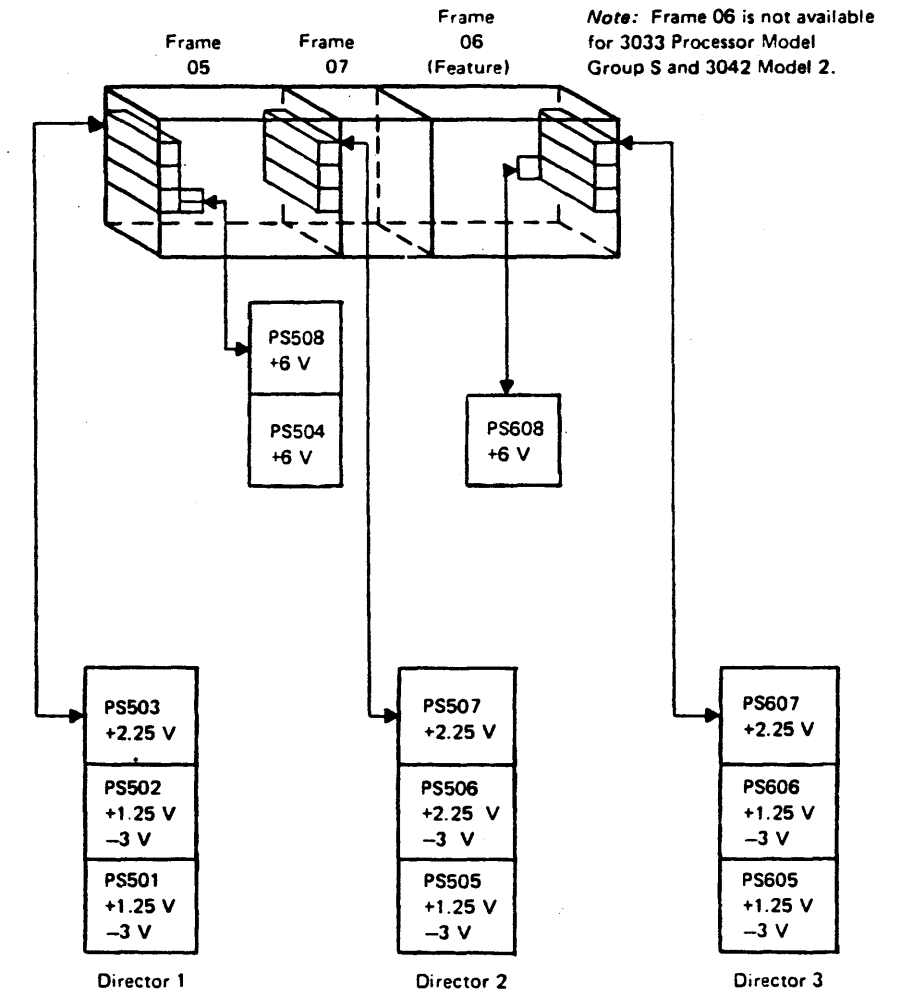 Frame
05
Frame
07
Frame
06
(Feature)
Note: Frame 06 is not available
for 3033 Processor Model
Group S and 3042 Model 2.
PS508
+6 V
PS504
+6 V
PS608
+6 V
PS503
+2.25 V
PS502
+1.25 V
–3 V
PS501
+1.25 V
–3 V
Director 1
PS507
+2.25 V
PS506
+2.25 V
–3 V
PS505
+1.25 V
–3 V
Director 2
PS607
+2.25 V
PS606
+1.25 V
–3 V
PS605
+1.25 V
–3 V
Director 3